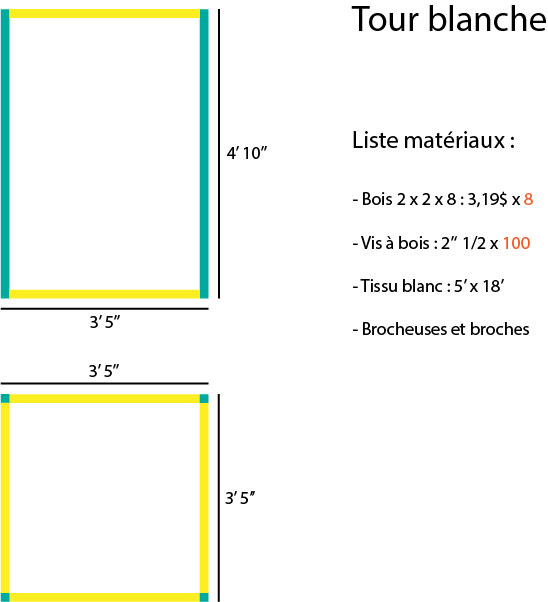 Tour blanche
4’ 10”
Liste matériaux :
- Bois 2 x 2 x 8 : 3,19$ x 8
- Vis à bois : 2” 1/2 x 100
- Tissu blanc : 5’ x 18’
- Brocheuses et broches
3’ 5”
3’ 5”
3’ 5”